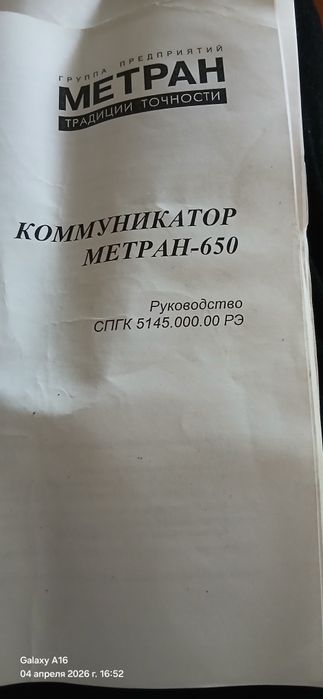 ГРУППА ПРЕДПРИЯТИЙ
МЕТРАН
ТРАДИЦИИ ТОЧНОСТИ
КОММУНИКАТОР
МЕТРАН-650
Руководство
СПГК 5145.000.00 РЭ
Galaxy A16
04 апреля 2026 г. 16:52